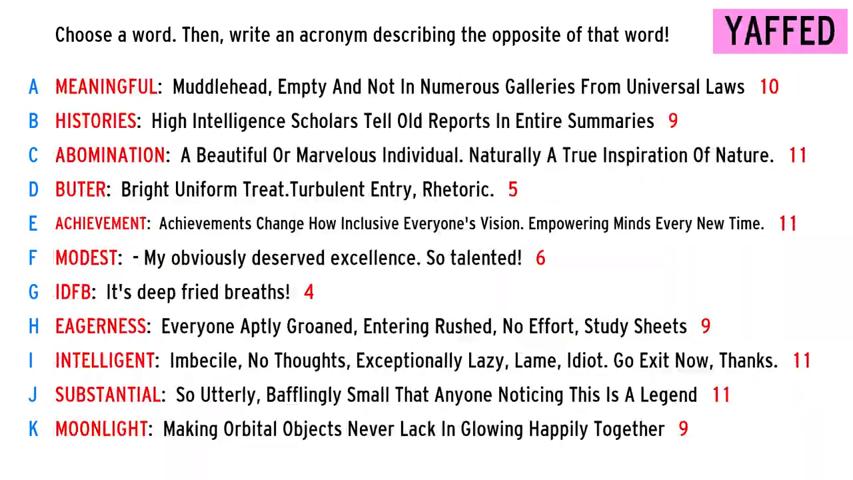 Choose a word. Then, write an acronym describing the opposite of that word!
YAFFED
A MEANINGFUL: Muddlehead, Empty And Not In Numerous Galleries From Universal Laws 10
B HISTORIES: High Intelligence Scholars Tell Old Reports In Entire Summaries 9
C ABOMINATION: A Beautiful Or Marvelous Individual. Naturally A True Inspiration Of Nature. 11
D BUTER: Bright Uniform Treat.Turbulent Entry, Rhetoric. 5
E ACHIEVEMENT: Achievements Change How Inclusive Everyone's Vision. Empowering Minds Every New Time. 11
F MODEST: - My obviously deserved excellence. So talented! 6
G IDFB: It's deep fried breaths! 4
H EAGERNESS: Everyone Aptly Groaned, Entering Rushed, No Effort, Study Sheets 9
I INTELLIGENT: Imbecile, No Thoughts, Exceptionally Lazy, Lame, Idiot. Go Exit Now, Thanks. 11
J SUBSTANTIAL: So Utterly, Bafflingly Small That Anyone Noticing This Is A Legend 11
K MOONLIGHT: Making Orbital Objects Never Lack In Glowing Happily Together 9